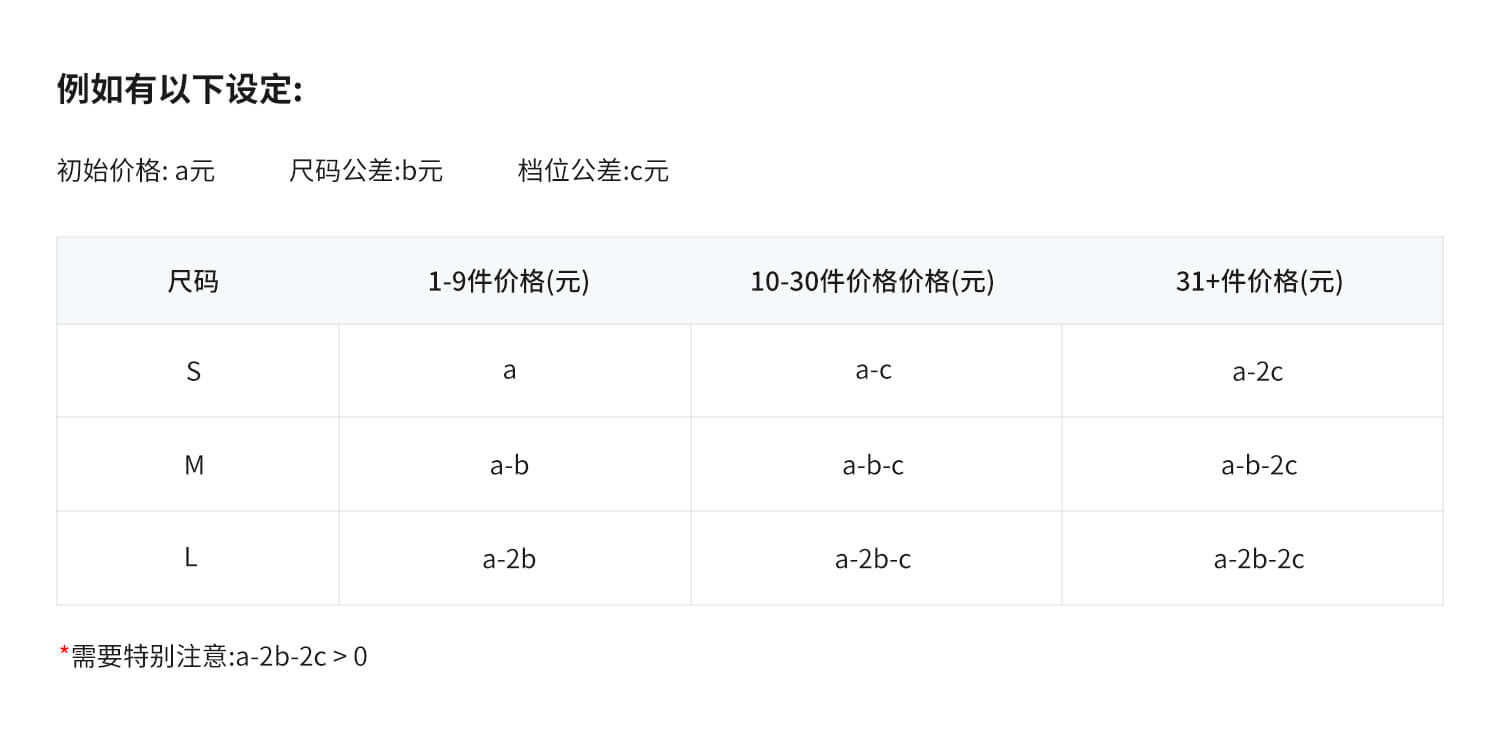 例如有以下设定:
初始价格: a元 尺码公差:b元 档位公差:c元
尺码 1-9件价格(元) 10-30件价格价格(元) 31+件价格(元)
S a a-c a-2c
M a-b a-b-c a-b-2c
L a-2b a-2b-c a-2b-2c
*需要特别注意:a-2b-2c > 0